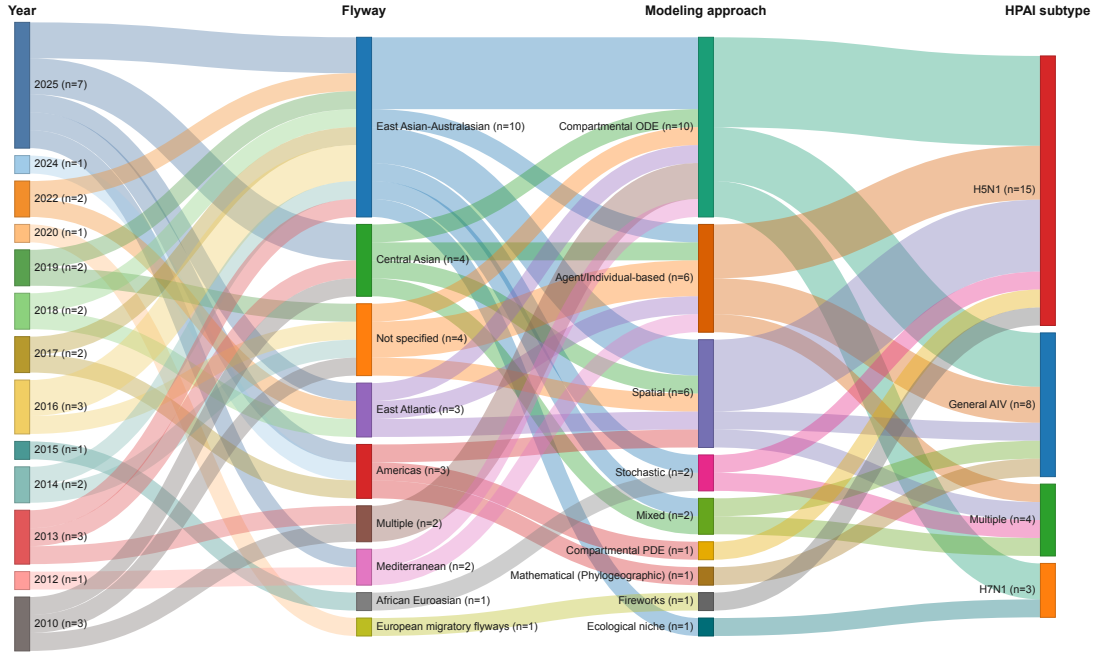 Year
Flyway
Modeling approach
HPAI subtype
2025 (n=7)
2024 (n=1)
2022 (n=2)
2020 (n=1)
2019 (n=2)
2018 (n=2)
2017 (n=2)
2016 (n=3)
2015 (n=1)
2014 (n=2)
2013 (n=3)
2012 (n=1)
2010 (n=3)
East Asian-Australasian (n=10)
Central Asian (n=4)
Not specified (n=4)
East Atlantic (n=3)
Americas (n=3)
Multiple (n=2)
Mediterranean (n=2)
African Euroasian (n=1)
European migratory flyways (n=1)
Compartmental ODE (n=10)
Agent/Individual-based (n=6)
Spatial (n=6)
Stochastic (n=2)
Mixed (n=2)
Compartmental PDE (n=1)
Mathematical (Phylogeographic) (n=1)
Fireworks (n=1)
Ecological niche (n=1)
H5N1 (n=15)
General AIV (n=8)
Multiple (n=4)
H7N1 (n=3)